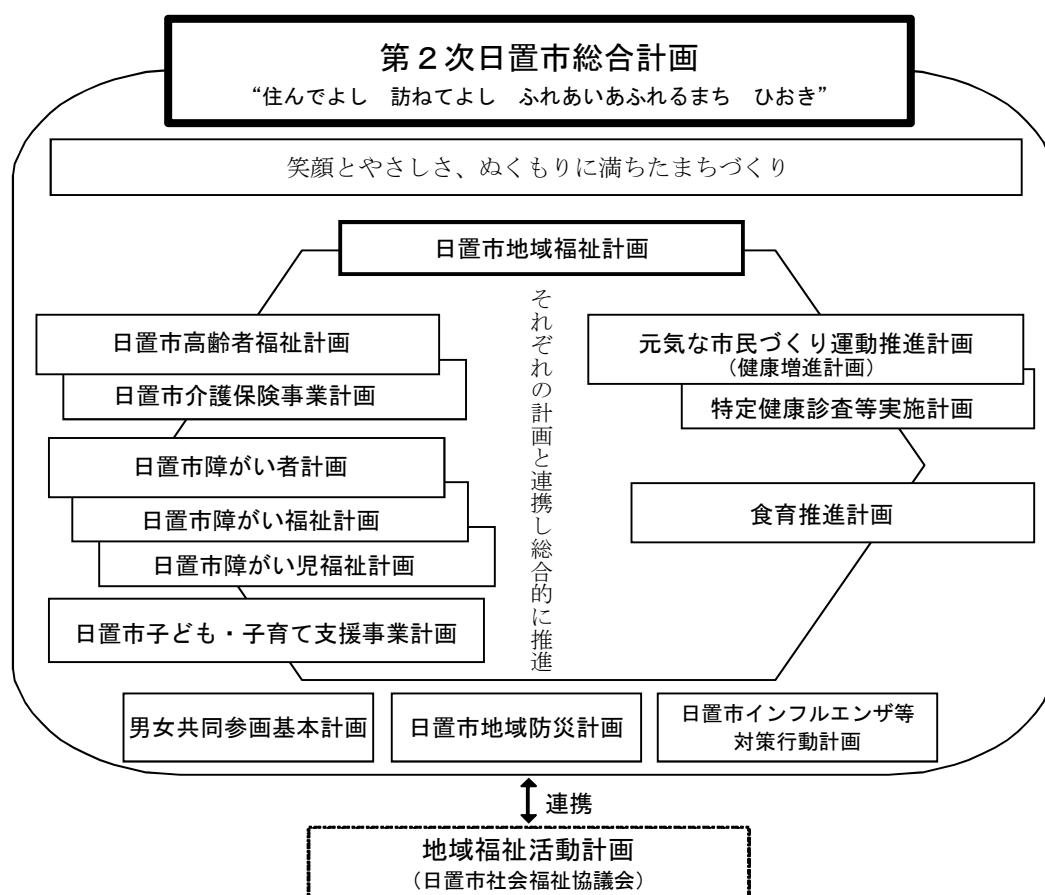 第２次日置市総合計画
“住んでよし　訪ねてよし　ふれあいあふれるまち　ひおき”
笑顔とやさしさ、ぬくもりに満ちたまちづくり
日置市地域福祉計画
それぞれの計画と連携し総合的に推進
日置市高齢者福祉計画
日置市介護保険事業計画
日置市障がい者計画
日置市障がい福祉計画
日置市障がい児福祉計画
日置市子ども・子育て支援事業計画
元気な市民づくり運動推進計画
（健康増進計画）
特定健康診査等実施計画
食育推進計画
男女共同参画基本計画
日置市地域防災計画
日置市インフルエンザ等
対策行動計画
連携
地域福祉活動計画
（日置市社会福祉協議会）